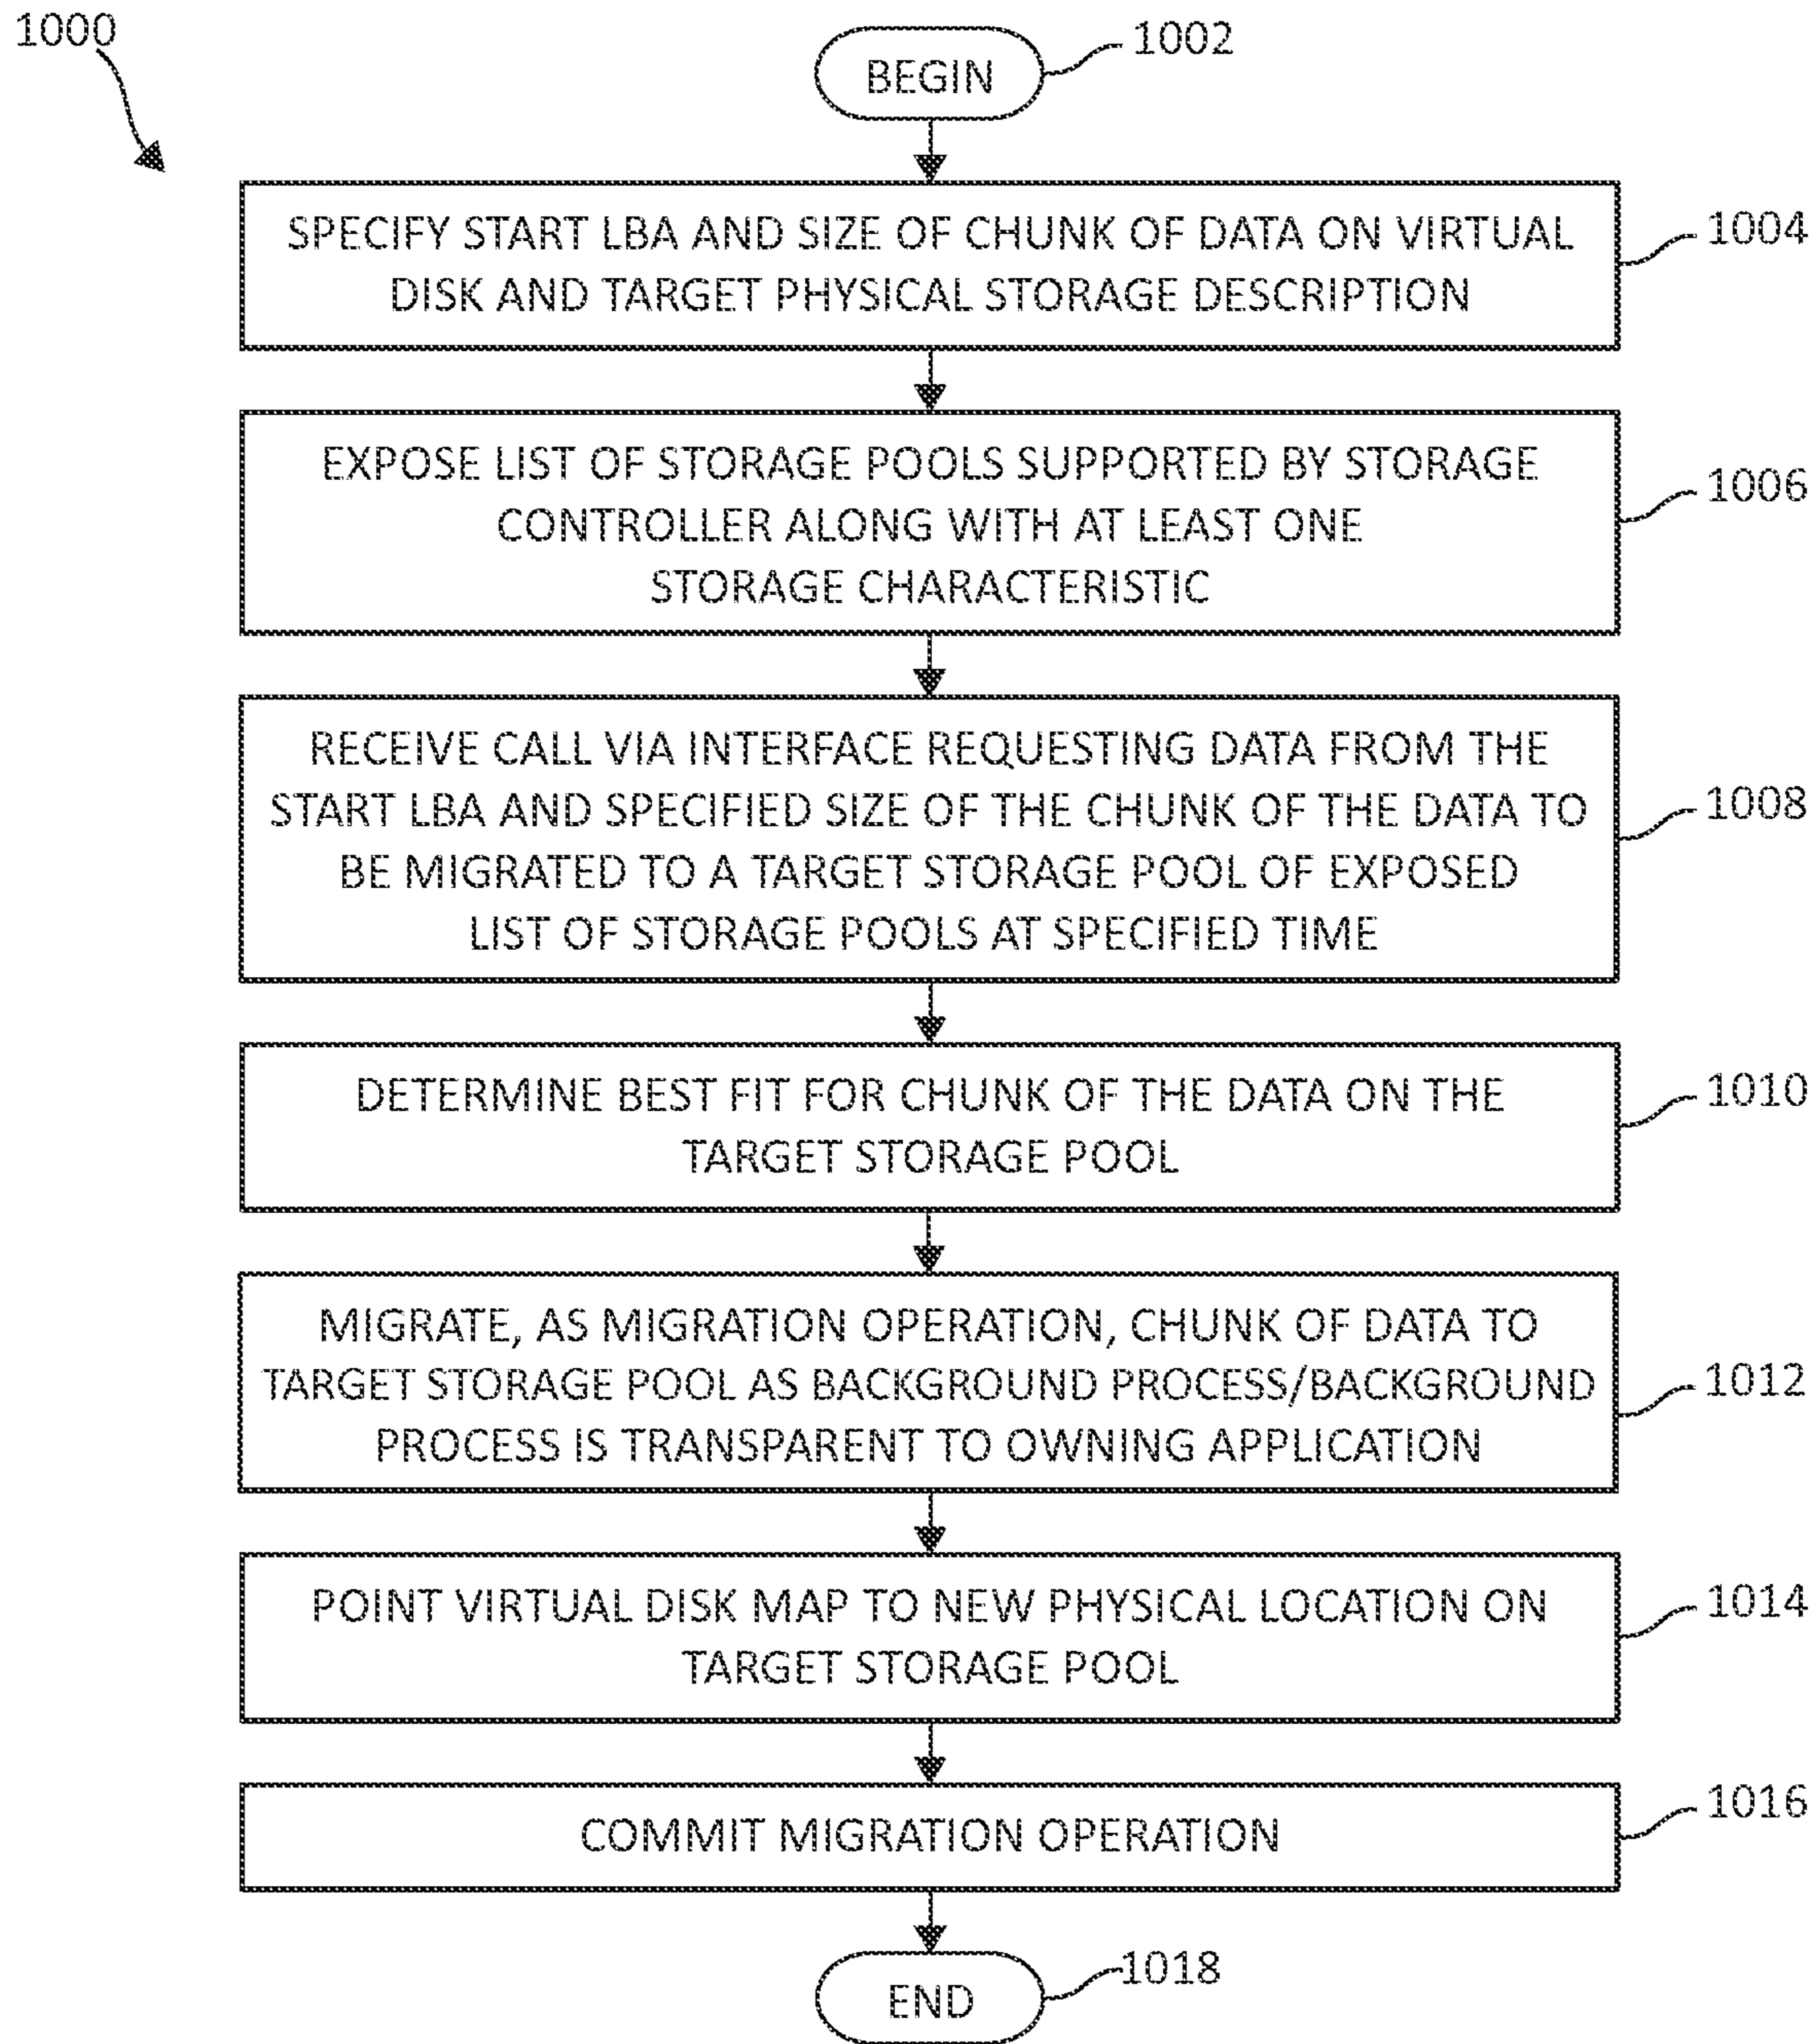 1000
BEGIN
1002
SPECIFY START LBA AND SIZE OF CHUNK OF DATA ON VIRTUAL
DISK AND TARGET PHYSICAL STORAGE DESCRIPTION
1004
EXPOSE LIST OF STORAGE POOLS SUPPORTED BY STORAGE
CONTROLLER ALONG WITH AT LEAST ONE
STORAGE CHARACTERISTIC
1006
RECEIVE CALL VIA INTERFACE REQUESTING DATA FROM THE
START LBA AND SPECIFIED SIZE OF THE CHUNK OF THE DATA TO
BE MIGRATED TO A TARGET STORAGE POOL OF EXPOSED
LIST OF STORAGE POOLS AT SPECIFIED TIME
1008
DETERMINE BEST FIT FOR CHUNK OF THE DATA ON THE
TARGET STORAGE POOL
1010
MIGRATE, AS MIGRATION OPERATION, CHUNK OF DATA TO
TARGET STORAGE POOL AS BACKGROUND PROCESS/BACKGROUND
PROCESS IS TRANSPARENT TO OWNING APPLICATION
1012
POINT VIRTUAL DISK MAP TO NEW PHYSICAL LOCATION ON
TARGET STORAGE POOL
1014
COMMIT MIGRATION OPERATION
1016
END
1018